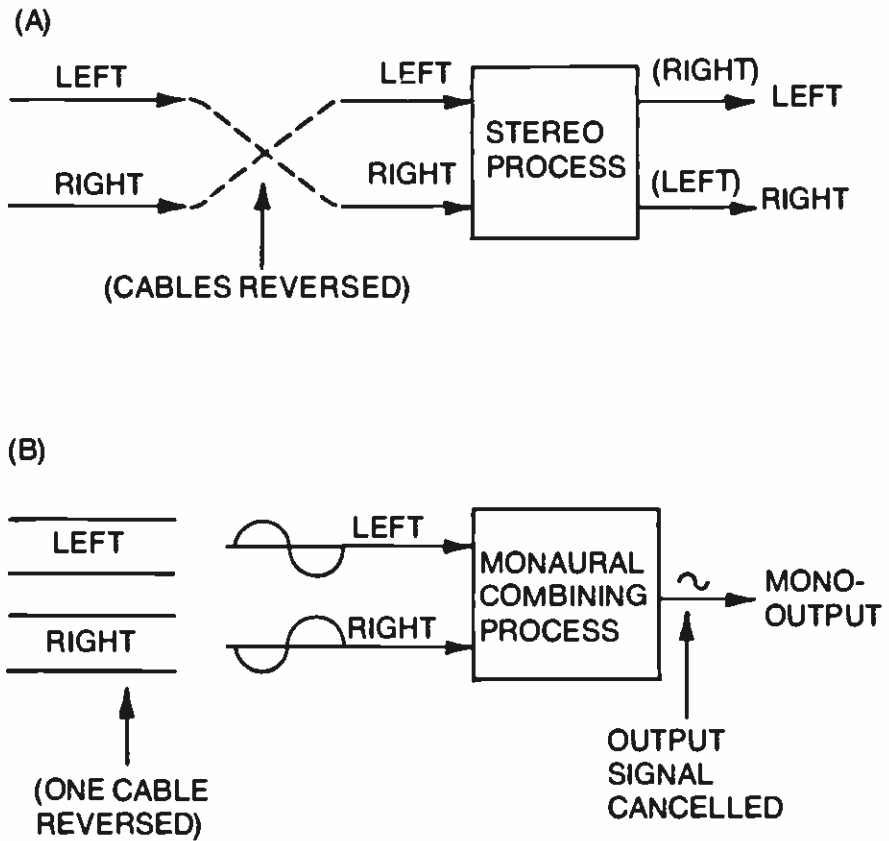 (A)
LEFT
LEFT
(RIGHT)
LEFT
STEREO
PROCESS
RIGHT
RIGHT
(LEFT)
RIGHT
(CABLES REVERSED)
(B)
LEFT
LEFT
MONAURAL
COMBINING
PROCESS
MONO-
OUTPUT
RIGHT
RIGHT
(ONE CABLE
REVERSED)
OUTPUT
SIGNAL
CANCELLED